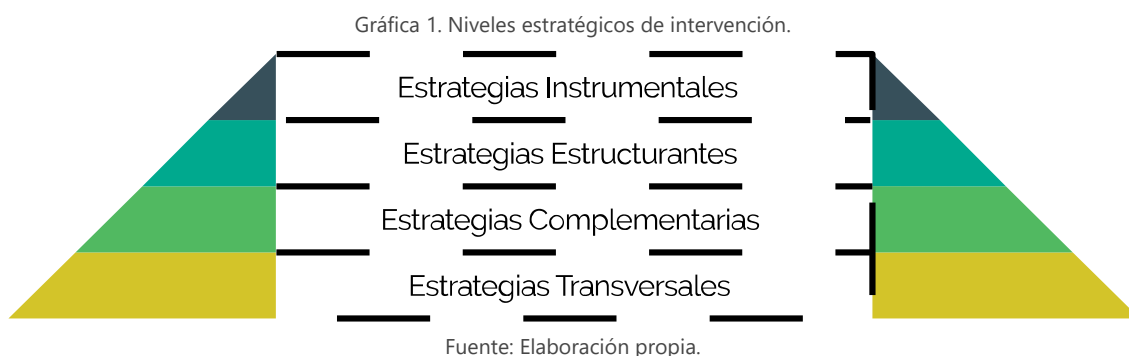 Gráfica 1. Niveles estratégicos de intervención.
Estrategias Instrumentales
Estrategias Estructurantes
Estrategias Complementarias
Estrategias Transversales
Fuente: Elaboración propia.